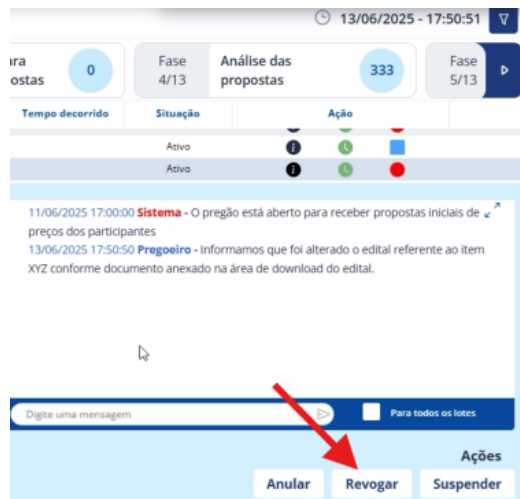 13/06/2025 - 17:50:51
ara
ostas
0
Fase
4/13
Análise das
propostas
333
Fase
5/13
Tempo decorrido Situação Ação
Ativo
Ativo
11/06/2025 17:00:00 Sistema - O pregão está aberto para receber propostas iniciais de
preços dos participantes
13/06/2025 17:50:50 Pregoeiro - Informamos que foi alterado o edital referente ao item
XYZ conforme documento anexado na área de download do edital.
Digite uma mensagem
Para todos os lotes
Ações
Anular Revogar Suspender